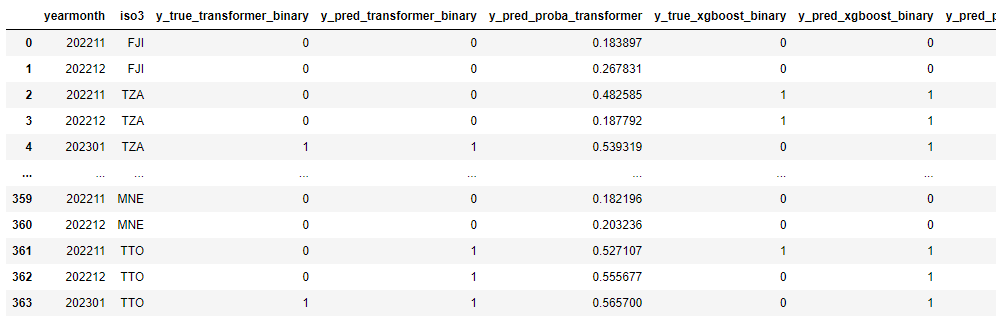 yearmonth iso3 y_true_transformer_binary y_pred_transformer_binary y_pred_proba_transformer y_true_xgboost_binary y_pred_xgboost_binary y_pred_p
0 202211 FJI 0 0 0.183897 0 0
1 202212 FJI 0 0 0.267831 0 0
2 202211 TZA 0 0 0.482585 1 1
3 202212 TZA 0 0 0.187792 1 1
4 202301 TZA 1 1 0.539319 0 1
... ... ... ... ... ... ... ...
359 202211 MNE 0 0 0.182196 0 0
360 202212 MNE 0 0 0.203236 0 0
361 202211 TTO 0 1 0.527107 1 1
362 202212 TTO 0 1 0.555677 0 1
363 202301 TTO 1 1 0.565700 0 1